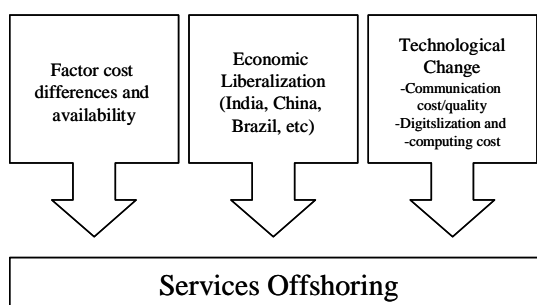 Factor cost
differences and
availability
Economic
Liberalization
(India, China,
Brazil, etc)
Technological
Change
-Communication
cost/quality
-Digitslization and
-computing cost
Services Offshoring